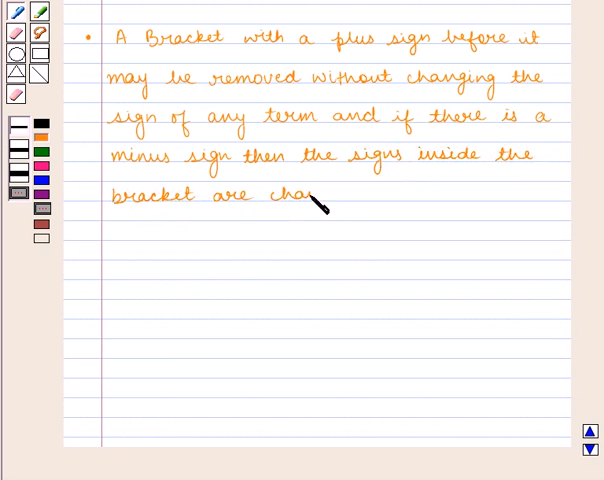 • A Bracket with a plus sign before it
may be removed without changing the
sign of any term and if there is a
minus sign then the signs inside the
bracket are cha